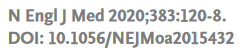 N Engl J Med 2020;383:120-8.
DOI: 10.1056/NEJMoa2015432